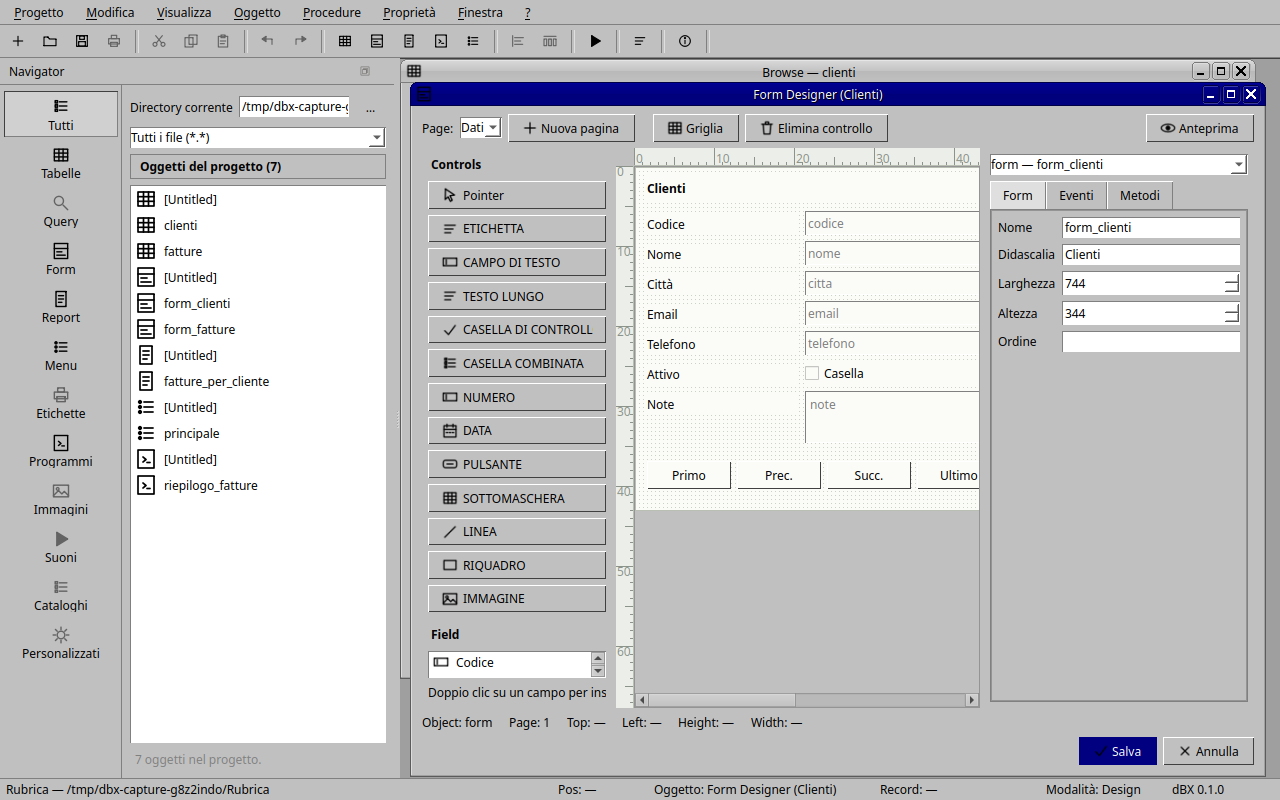 Progetto Modifica Visualizza Oggetto Procedure Proprietà Finestra ?
Navigator
Tutti
Tabelle
Query
Form
Report
Menu
Etichette
Programmi
Immagini
Suoni
Cataloghi
Personalizzati
Directory corrente /tmp/dbx-capture-g ...
Tutti i file (*.*)
Oggetti del progetto (7)
[Untitled]
clienti
fatture
[Untitled]
form_clienti
form_fatture
[Untitled]
fatture_per_cliente
[Untitled]
principale
[Untitled]
riepilogo_fatture
7 oggetti nel progetto.
Browse — clienti
Form Designer (Clienti)
Page: Dati Nuova pagina Griglia Elimina controllo Anteprima
Controls
Pointer
ETICHETTA
CAMPO DI TESTO
TESTO LUNGO
CASELLA DI CONTROLL
CASELLA COMBINATA
NUMERO
DATA
PULSANTE
SOTTOMASCHERA
LINEA
RIQUADRO
IMMAGINE
Field
Codice
Doppio clic su un campo per ins
0 10 20 30 40
0
10
20
30
40
50
60
Clienti
Codice codice
Nome nome
Città citta
Email email
Telefono telefono
Attivo Casella
Note note
Primo Prec. Succ. Ultimo
form — form_clienti
Form Eventi Metodi
Nome form_clienti
Didascalia Clienti
Larghezza 744
Altezza 344
Ordine
Object: form Page: 1 Top: — Left: — Height: — Width: —
Salva Annulla
Rubrica — /tmp/dbx-capture-g8z2indo/Rubrica Pos: — Oggetto: Form Designer (Clienti) Record: — Modalità: Design dBX 0.1.0